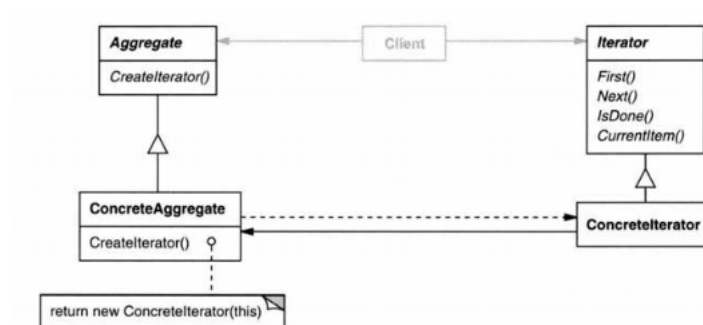 Aggregate
CreateIterator()
Client
Iterator
First()
Next()
IsDone()
CurrentItem()
ConcreteAggregate
CreateIterator()
ConcreteIterator
return new ConcreteIterator(this)